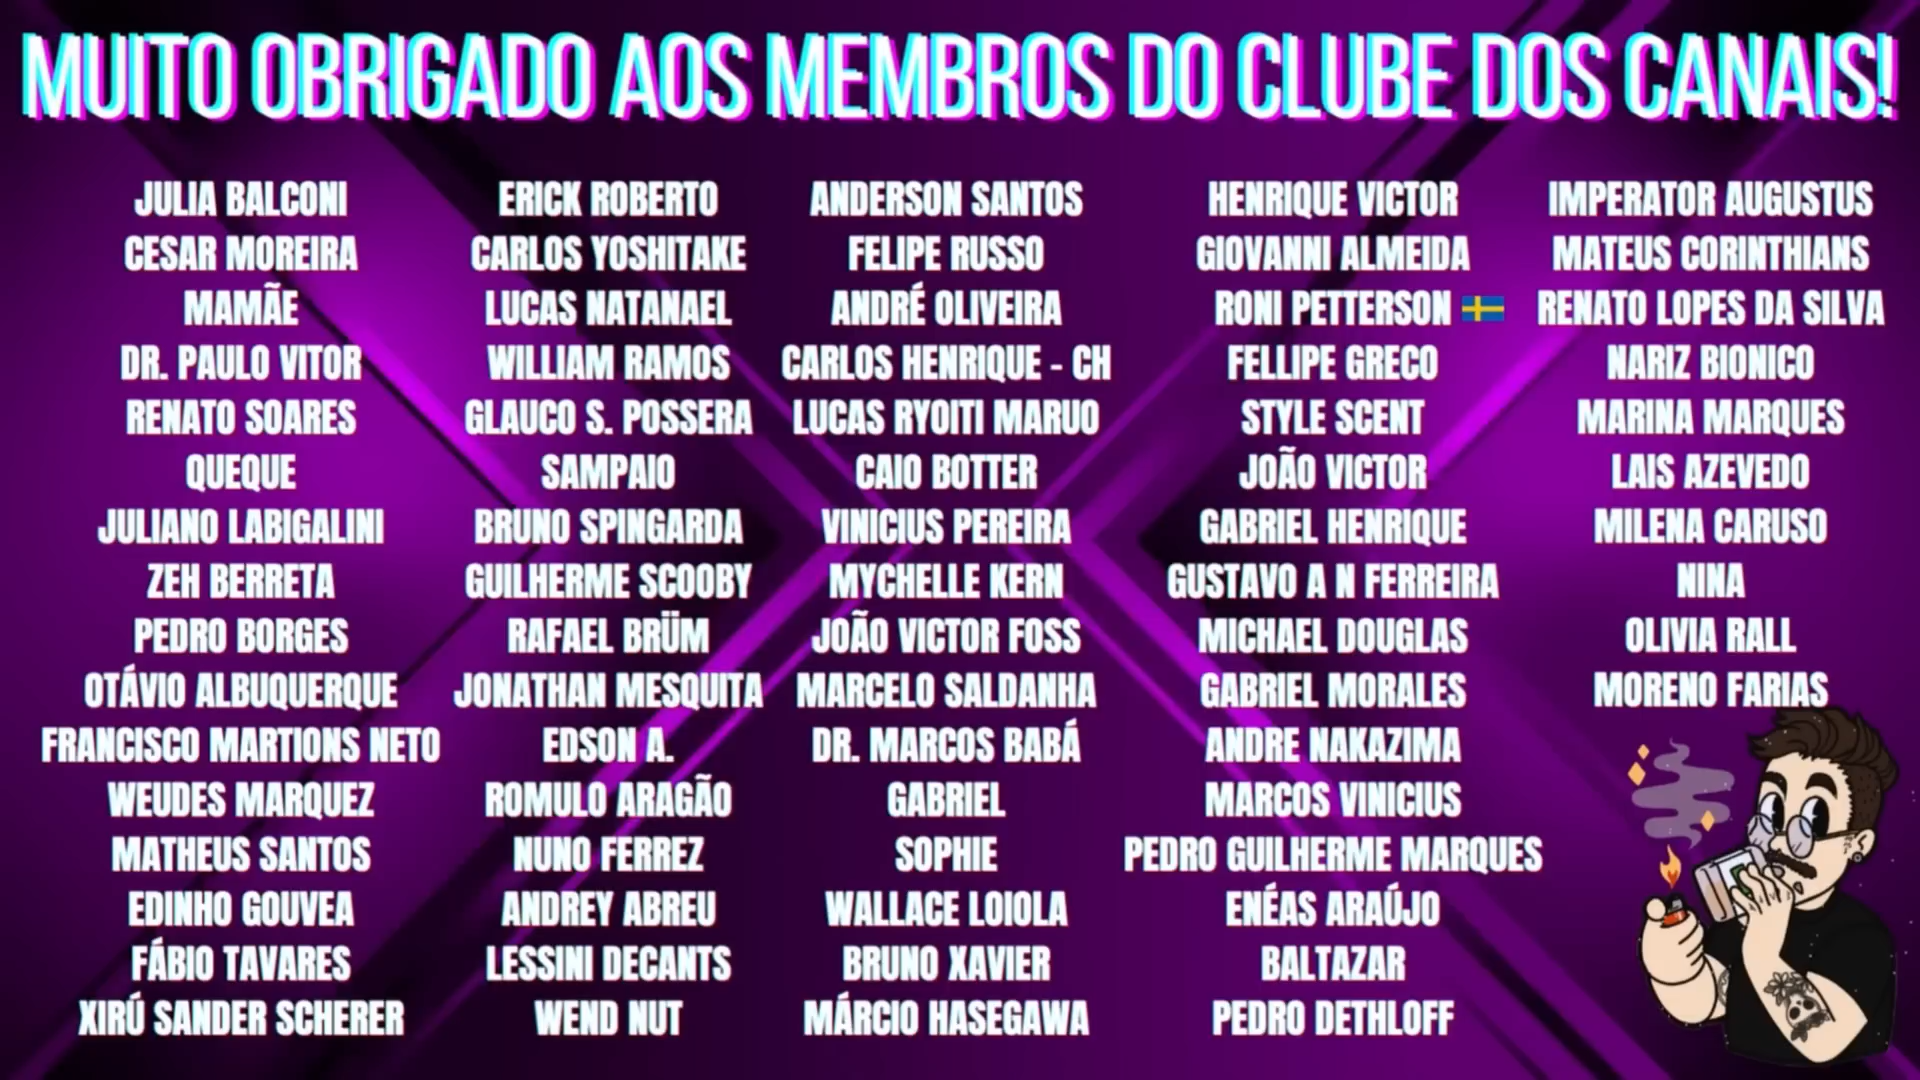 MUITO OBRIGADO AOS MEMBROS DO CLUBE DOS CANAIS!
JULIA BALCONI
CESAR MOREIRA
MAMÃE
DR. PAULO VITOR
RENATO SOARES
QUEQUE
JULIANO LABIGALINI
ZEH BERRETA
PEDRO BORGES
OTÁVIO ALBUQUERQUE
FRANCISCO MARTIONS NETO
WEUDES MARQUEZ
MATHEUS SANTOS
EDINHO GOUVEA
FÁBIO TAVARES
XIRÚ SANDER SCHERER
ERICK ROBERTO
CARLOS YOSHITAKE
LUCAS NATANAEL
WILLIAM RAMOS
GLAUCO S. POSSERA
SAMPAIO
BRUNO SPINGARDA
GUILHERME SCOOBY
RAFAEL BRÜM
JONATHAN MESQUITA
EDSON A.
ROMULO ARAGÃO
NUNO FERREZ
ANDREY ABREU
LESSINI DECANTS
WEND NUT
ANDERSON SANTOS
FELIPE RUSSO
ANDRÉ OLIVEIRA
CARLOS HENRIQUE - CH
LUCAS RYOITI MARUO
CAIO BOTTER
VINICIUS PEREIRA
MYCHELLE KERN
JOÃO VICTOR FOSS
MARCELO SALDANHA
DR. MARCOS BABÁ
GABRIEL
SOPHIE
WALLACE LOIOLA
BRUNO XAVIER
MÁRCIO HASEGAWA
HENRIQUE VICTOR
GIOVANNI ALMEIDA
RONI PETTERSON
FELLIPE GRECO
STYLE SCENT
JOÃO VICTOR
GABRIEL HENRIQUE
GUSTAVO A N FERREIRA
MICHAEL DOUGLAS
GABRIEL MORALES
ANDRE NAKAZIMA
MARCOS VINICIUS
PEDRO GUILHERME MARQUES
ENÉAS ARAÚJO
BALTAZAR
PEDRO DETHLOFF
IMPERATOR AUGUSTUS
MATEUS CORINTHIANS
RENATO LOPES DA SILVA
NARIZ BIONICO
MARINA MARQUES
LAIS AZEVEDO
MILENA CARUSO
NINA
OLIVIA RALL
MORENO FARIAS